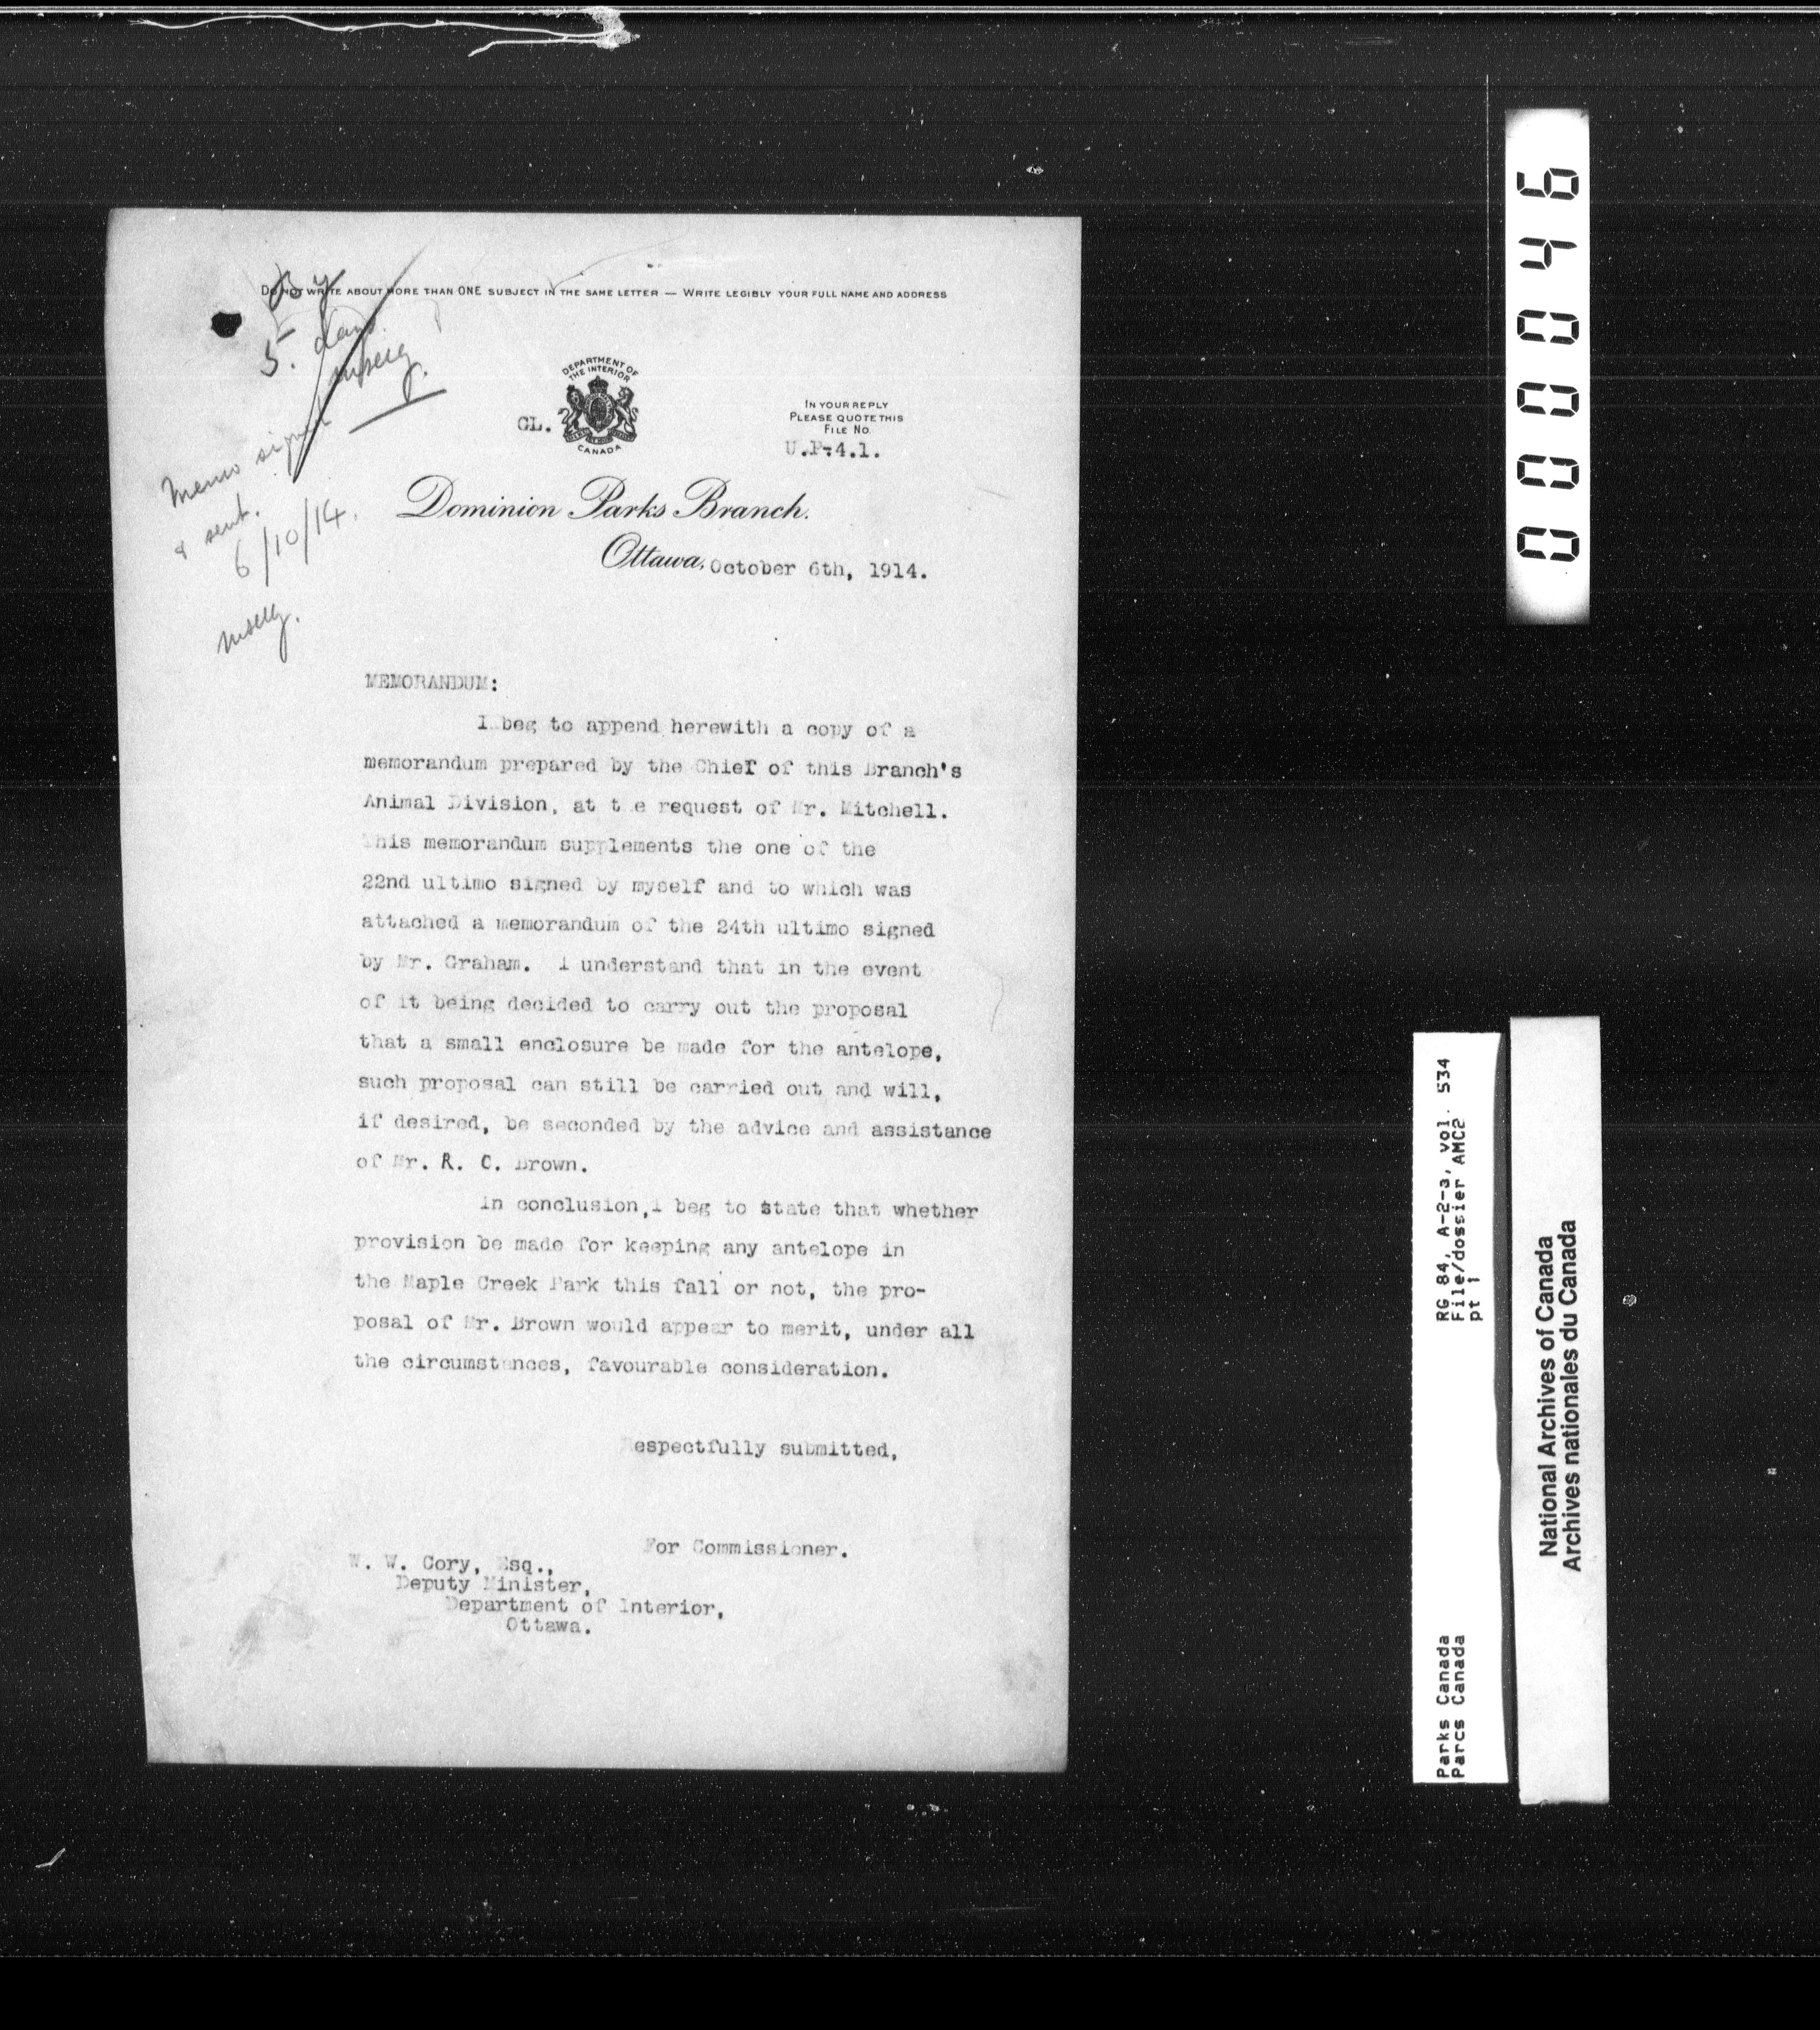 DO NOT WRITE ABOUT MORE THAN ONE SUBJECT IN THE SAME LETTER — WRITE LEGIBLY YOUR FULL NAME AND ADDRESS
5. days
DEPARTMENT OF
THE INTERIOR
CANADA
GL.
IN YOUR REPLY
PLEASE QUOTE THIS
FILE NO.
U.P.4.1.
Memo signed
& sent.
6/10/14.
Dominion Parks Branch.
Ottawa, October 6th, 1914.
MEMORANDUM:
I beg to append herewith a copy of a
memorandum prepared by the Chief of this Branch's
Animal Division, at t e request of Mr. Mitchell.
This memorandum supplements the one of the
22nd ultimo signed by myself and to which was
attached a memorandum of the 24th ultimo signed
by Mr. Graham. I understand that in the event
of it being decided to carry out the proposal
that a small enclosure be made for the antelope,
such proposal can still be carried out and will,
if desired, be seconded by the advice and assistance
of Mr. R. C. Brown.
In conclusion, I beg to state that whether
provision be made for keeping any antelope in
the Maple Creek Park this fall or not, the pro-
posal of Mr. Brown would appear to merit, under all
the circumstances, favourable consideration.
Respectfully submitted,
For Commissioner.
W. W. Cory, Esq.,
Deputy Minister,
Department of Interior,
Ottawa.
00046
RG 84, A-2-a, vol. 534
File/dossier AMC2
pt 1
Parks Canada
Parcs Canada
National Archives of Canada
Archives nationales du Canada